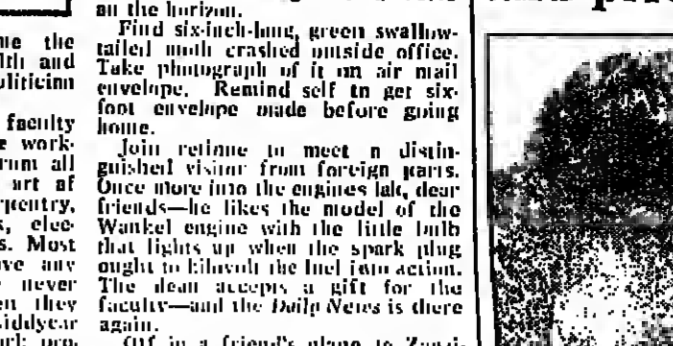 me the
lth and
olitician
faculty
e work-
rum all
art of
rpentry,
s, elec-
s. Most
ve any
never
en they
iddycar
on the horizon.
Find six-inch-long, green swallow-
tailed moth crashed outside office.
Take photograph of it on air mail
envelope. Remind self to get six-
foot envelope made before going
home.
Join retinue to meet a distin-
guished visitor from foreign parts.
Once more into the engines lab, dear
friends—he likes the model of the
Wankel engine with the little bulb
that lights up when the spark plug
ought to kilovolt the fuel into action.
The dean accepts a gift for the
faculty—and the Daily News is there
again.
Off in a friend's plane to Zanzi-